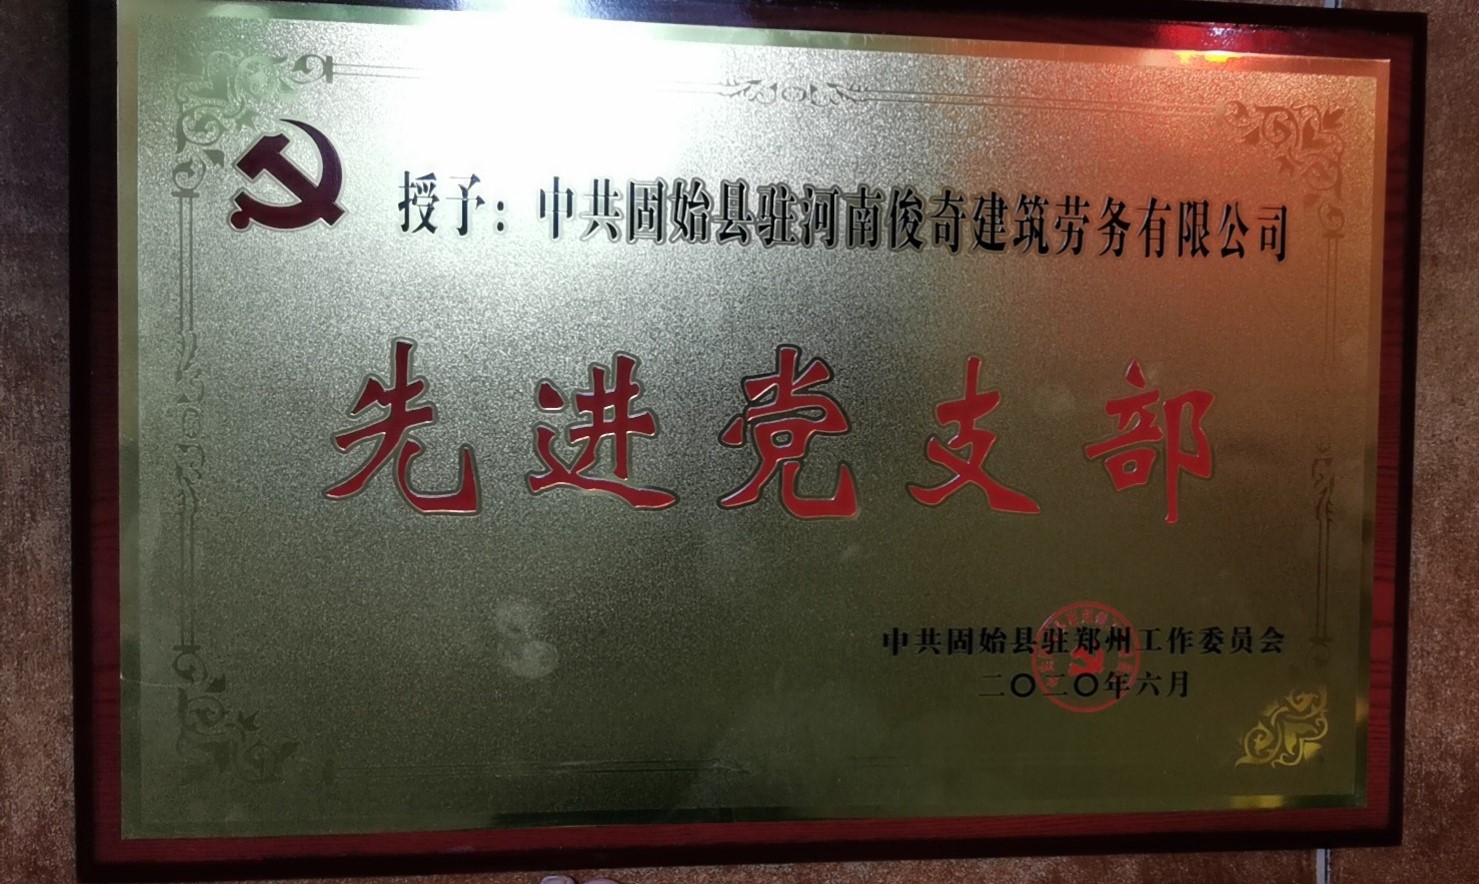 授予：中共固始县驻河南俊奇建筑劳务有限公司
先进党支部
中共固始县驻郑州工作委员会
二〇二〇年六月